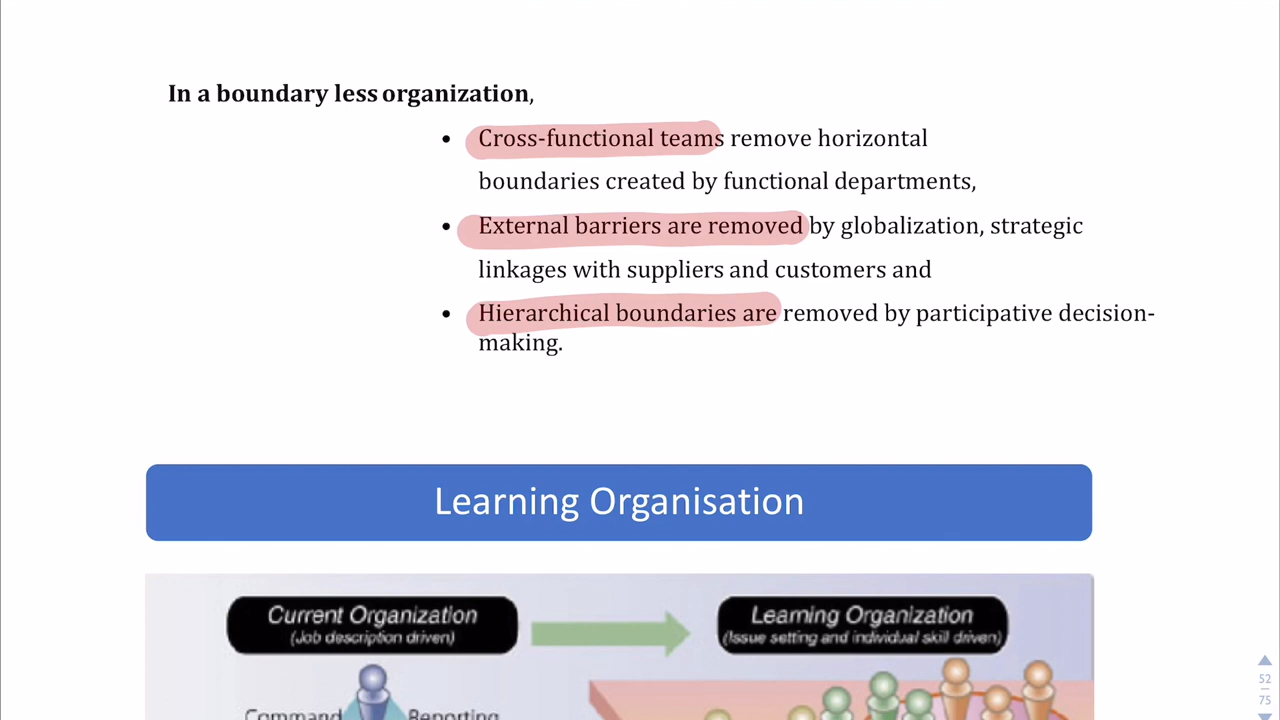 In a boundary less organization,
• Cross-functional teams remove horizontal
boundaries created by functional departments,
• External barriers are removed by globalization, strategic
linkages with suppliers and customers and
• Hierarchical boundaries are removed by participative decision-
making.
Learning Organisation
Current Organization
(Job description driven)
Learning Organization
(Issue setting and individual skill driven)
Command Reporting
52
75